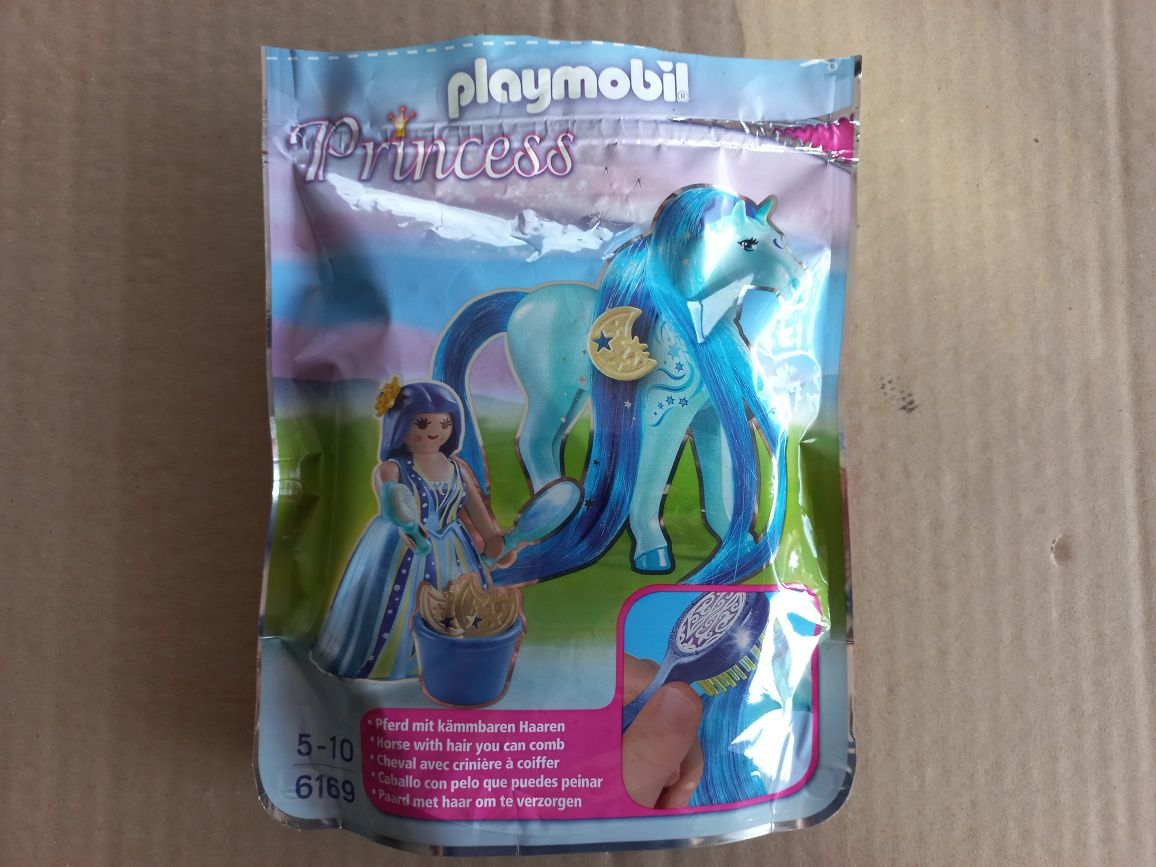 playmobil®
Princess
5-10
6169
• Pferd mit kämmbaren Haaren
• Horse with hair you can comb
• Cheval avec crinière à coiffer
• Caballo con pelo que puedes peinar
• Paard met haar om te verzorgen